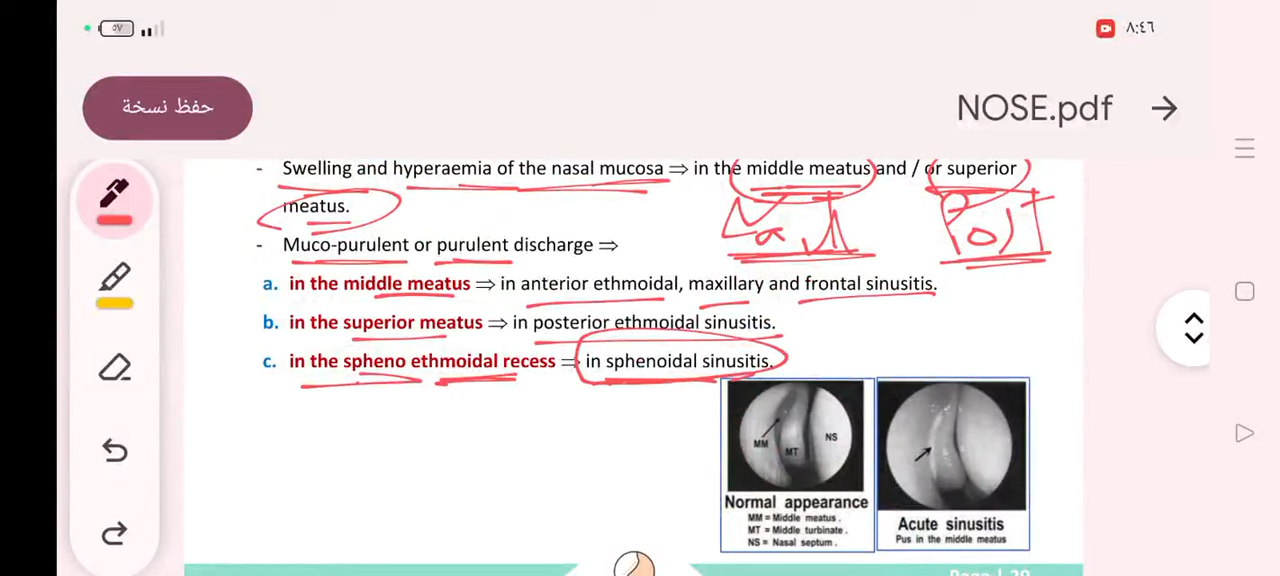 ٥٧
٨:٤٦
حفظ نسخة
NOSE.pdf
- Swelling and hyperaemia of the nasal mucosa ⇒ in the middle meatus and / or superior
meatus.
- Muco-purulent or purulent discharge ⇒
a. in the middle meatus ⇒ in anterior ethmoidal, maxillary and frontal sinusitis.
b. in the superior meatus ⇒ in posterior ethmoidal sinusitis.
c. in the spheno ethmoidal recess ⇒ in sphenoidal sinusitis.
MM
MT
NS
Normal appearance
MM = Middle meatus .
MT = Middle turbinate .
NS = Nasal septum .
Acute sinusitis
Pus in the middle meatus